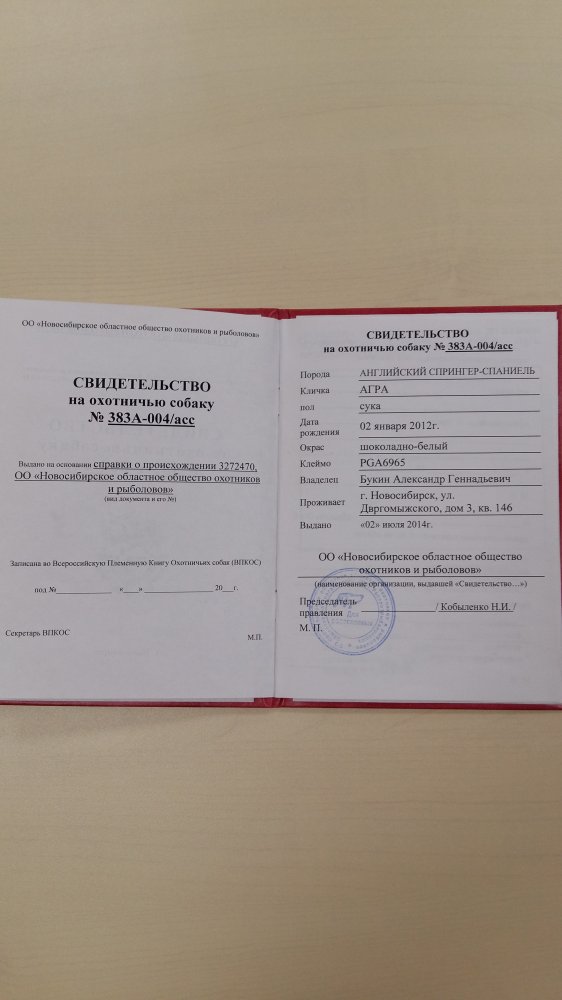 ОО «Новосибирское областное общество охотников и рыболовов»
СВИДЕТЕЛЬСТВО
на охотничью собаку
№ 383А-004/асс
Выдано на основании справки о происхождении 3272470,
ОО «Новосибирское областное общество охотников
и рыболовов»
(вид документа и его №)
Записана во Всероссийскую Племенную Книгу Охотничьих собак (ВПКОС)
под №
«___» ___ 20___г.
Секретарь ВПКОС
М.П.
СВИДЕТЕЛЬСТВО
на охотничью собаку № 383А-004/асс
Порода АНГЛИЙСКИЙ СПРИНГЕР-СПАНИЕЛЬ
Кличка АГРА
пол сука
Дата
рождения 02 января 2012г.
Окрас шоколадно-белый
Клеймо PGA6965
Владелец Букин Александр Геннадьевич
Проживает г. Новосибирск, ул.
Двргомыжского, дом 3, кв. 146
Выдано «02» июля 2014г.
ОО «Новосибирское областное общество
охотников и рыболовов»
(наименование организации, выдавшей «Свидетельство…»)
Председатель
правления / Кобыленко Н.И. /
М. П.